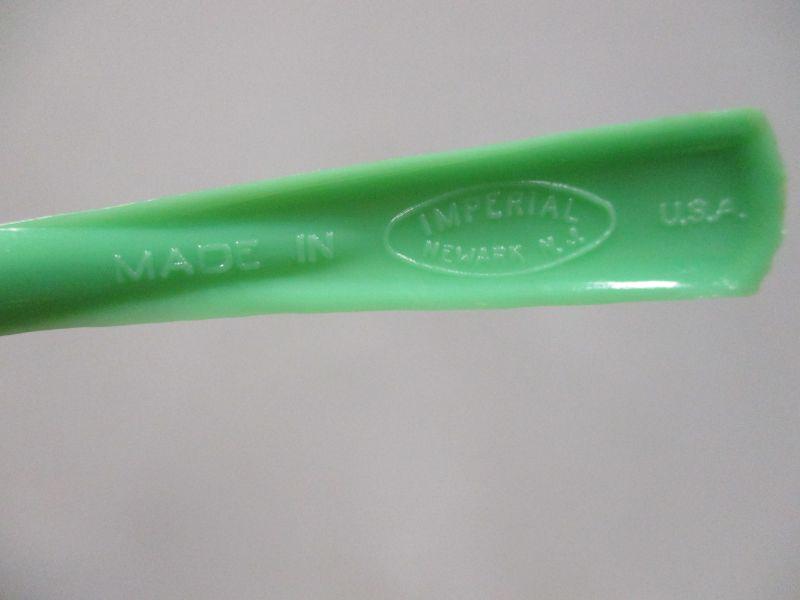 MADE IN
IMPERIAL
NEWARK N.J.
U.S.A.